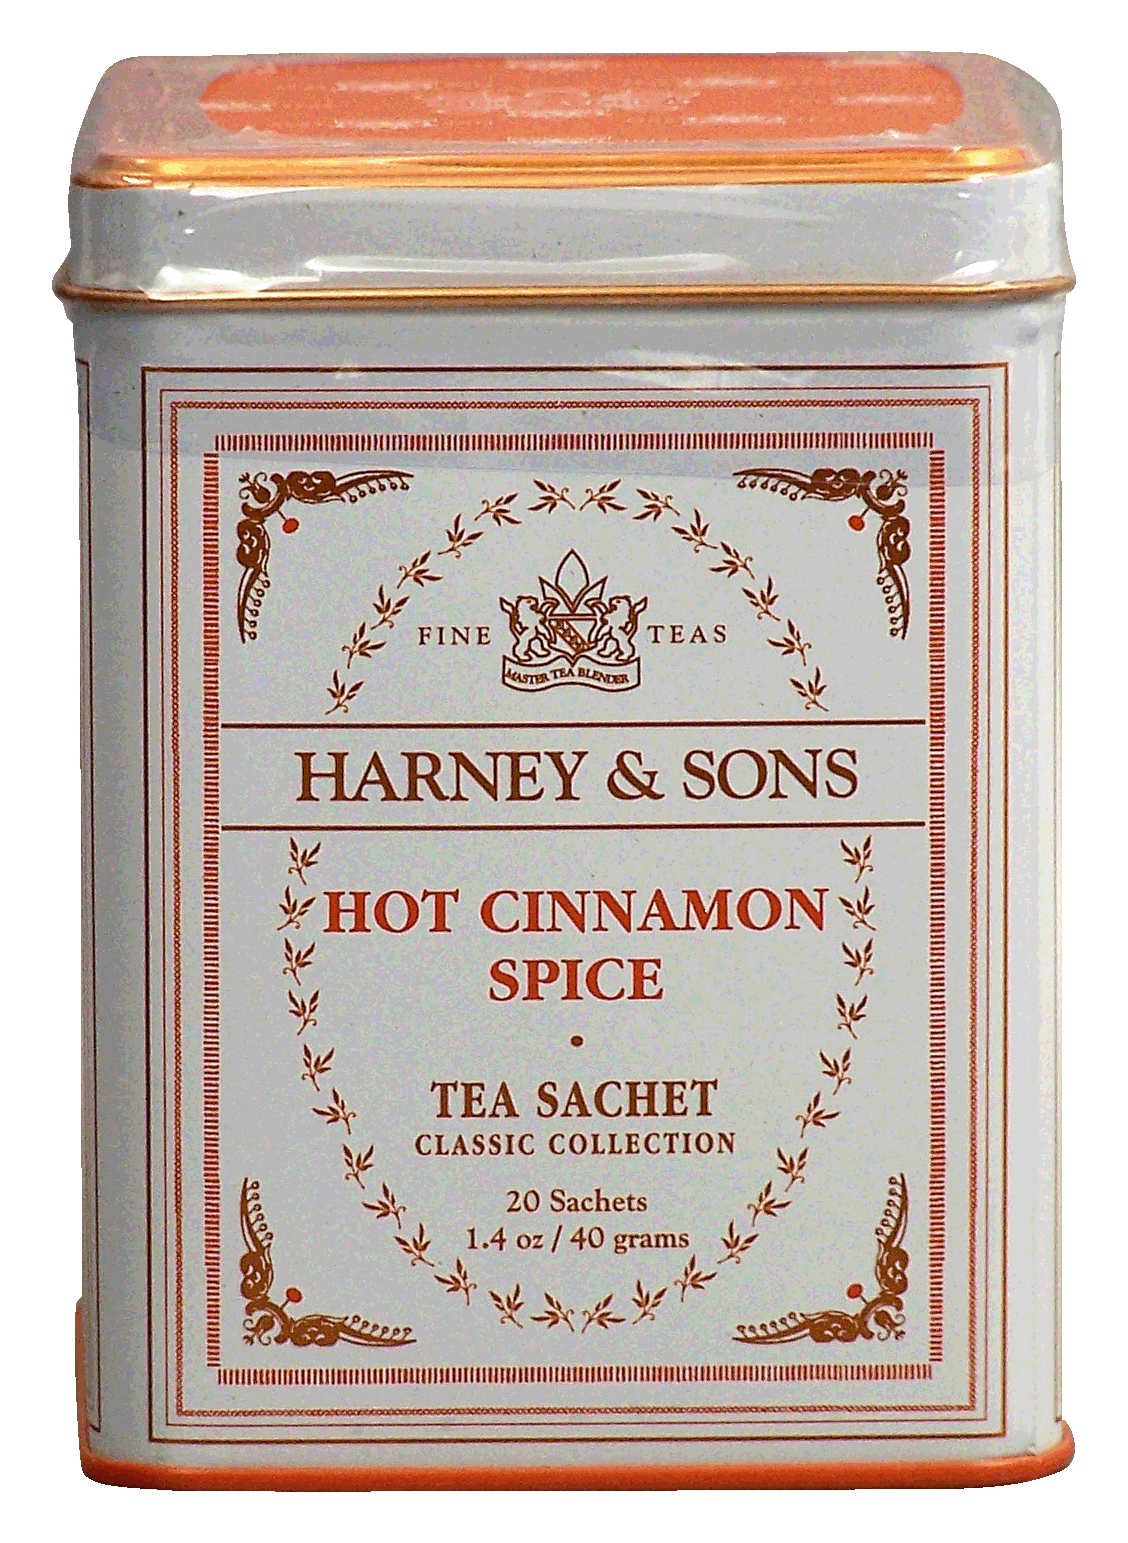 FINE TEAS
MASTER TEA BLENDER
HARNEY & SONS
HOT CINNAMON
SPICE
•
TEA SACHET
CLASSIC COLLECTION
20 Sachets
1.4 oz / 40 grams